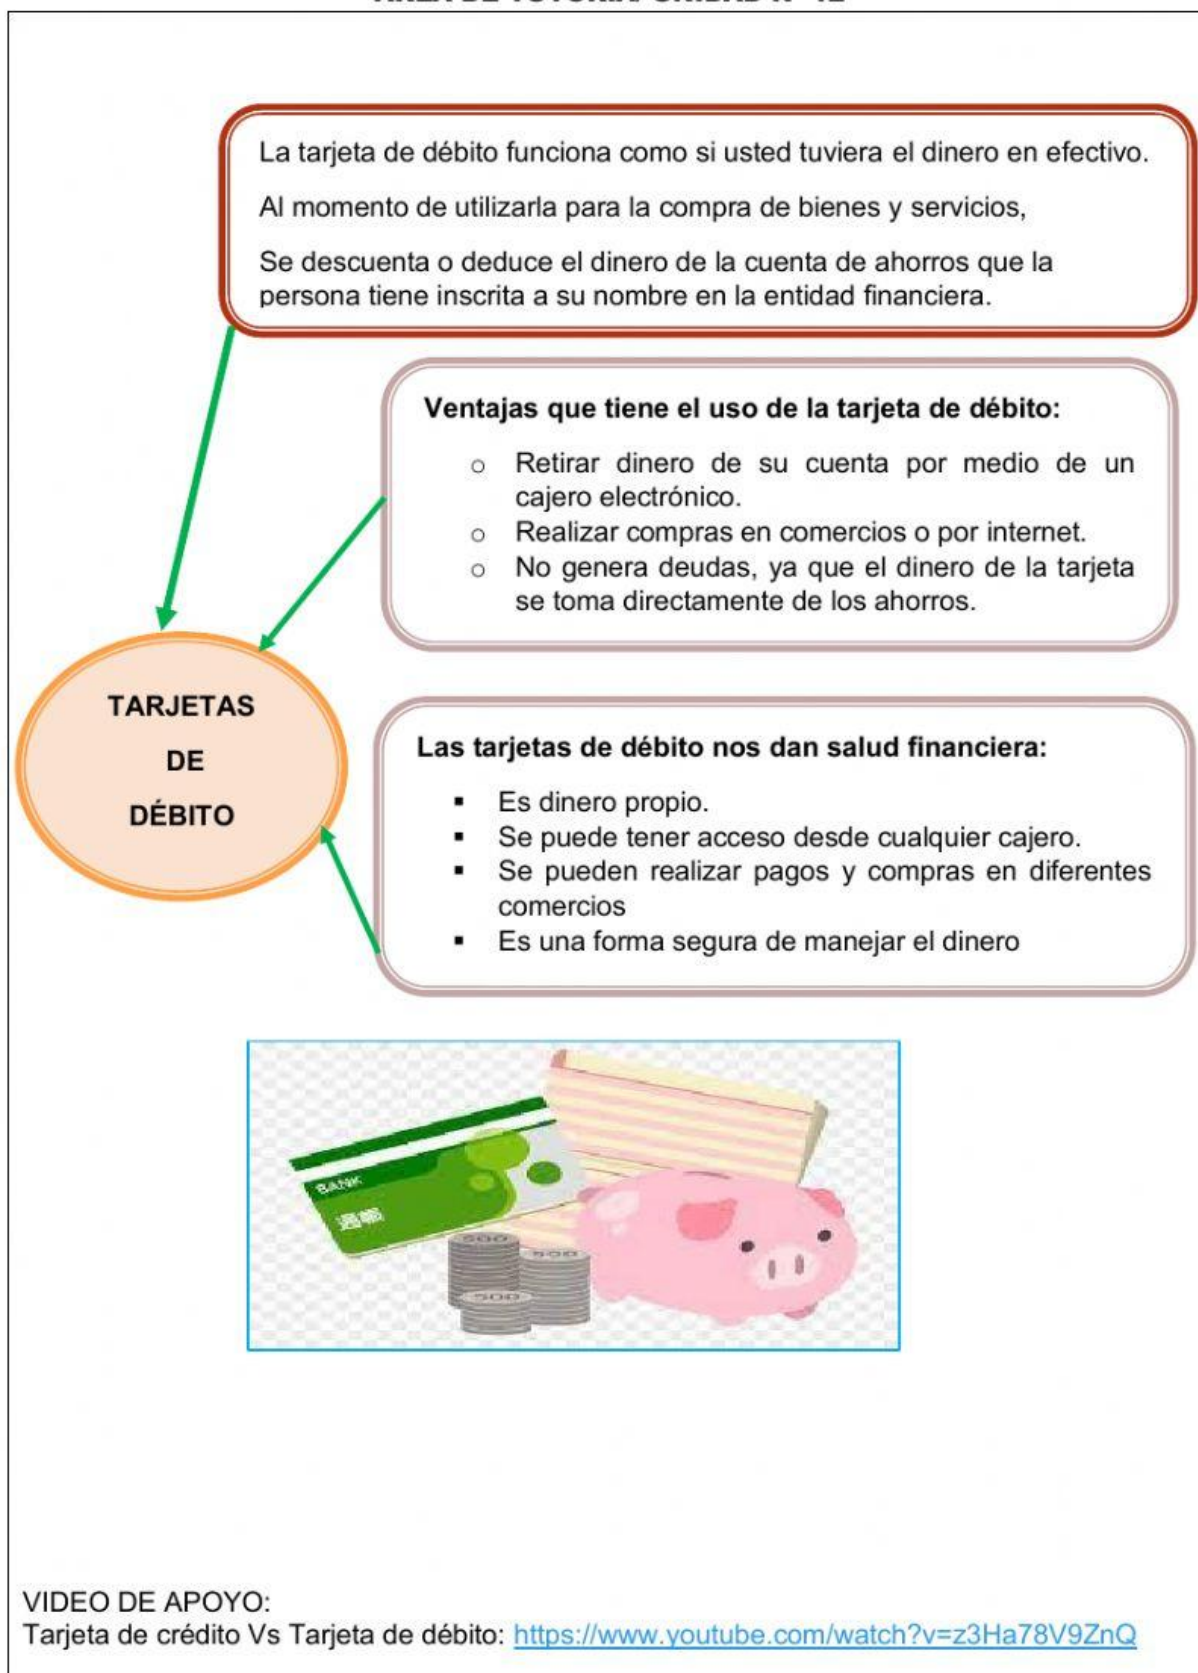 La tarjeta de débito funciona como si usted tuviera el dinero en efectivo.
Al momento de utilizarla para la compra de bienes y servicios,
Se descuenta o deduce el dinero de la cuenta de ahorros que la
persona tiene inscrita a su nombre en la entidad financiera.
Ventajas que tiene el uso de la tarjeta de débito:
o Retirar dinero de su cuenta por medio de un
cajero electrónico.
o Realizar compras en comercios o por internet.
o No genera deudas, ya que el dinero de la tarjeta
se toma directamente de los ahorros.
TARJETAS
DE
DÉBITO
Las tarjetas de débito nos dan salud financiera:
▪ Es dinero propio.
▪ Se puede tener acceso desde cualquier cajero.
▪ Se pueden realizar pagos y compras en diferentes
comercios
▪ Es una forma segura de manejar el dinero
BANK
通帳
500
500
500
VIDEO DE APOYO:
Tarjeta de crédito Vs Tarjeta de débito: https://www.youtube.com/watch?v=z3Ha78V9ZnQ